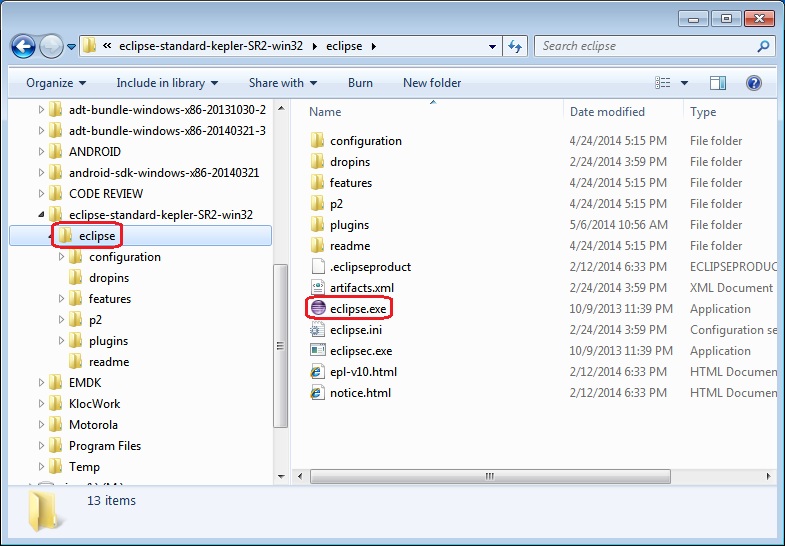 « eclipse-standard-kepler-SR2-win32 eclipse
Search eclipse
Organize Include in library Share with Burn New folder
adt-bundle-windows-x86-20131030-2
adt-bundle-windows-x86-20140321-3
ANDROID
android-sdk-windows-x86-20140321
CODE REVIEW
eclipse-standard-kepler-SR2-win32
eclipse
configuration
dropins
features
p2
plugins
readme
EMDK
KlocWork
Motorola
Program Files
Temp
Name Date modified Type
configuration 4/24/2014 5:15 PM File folder
dropins 2/24/2014 3:59 PM File folder
features 4/24/2014 5:15 PM File folder
p2 4/24/2014 5:15 PM File folder
plugins 5/6/2014 10:56 AM File folder
readme 4/24/2014 5:15 PM File folder
.eclipseproduct 2/12/2014 6:33 PM ECLIPSEPRODUC
artifacts.xml 2/24/2014 3:59 PM XML Document
eclipse.exe 10/9/2013 11:39 PM Application
eclipse.ini 2/24/2014 3:59 PM Configuration se
eclipsec.exe 10/9/2013 11:39 PM Application
epl-v10.html 2/12/2014 6:33 PM HTML Documen
notice.html 2/12/2014 6:33 PM HTML Documen
13 items